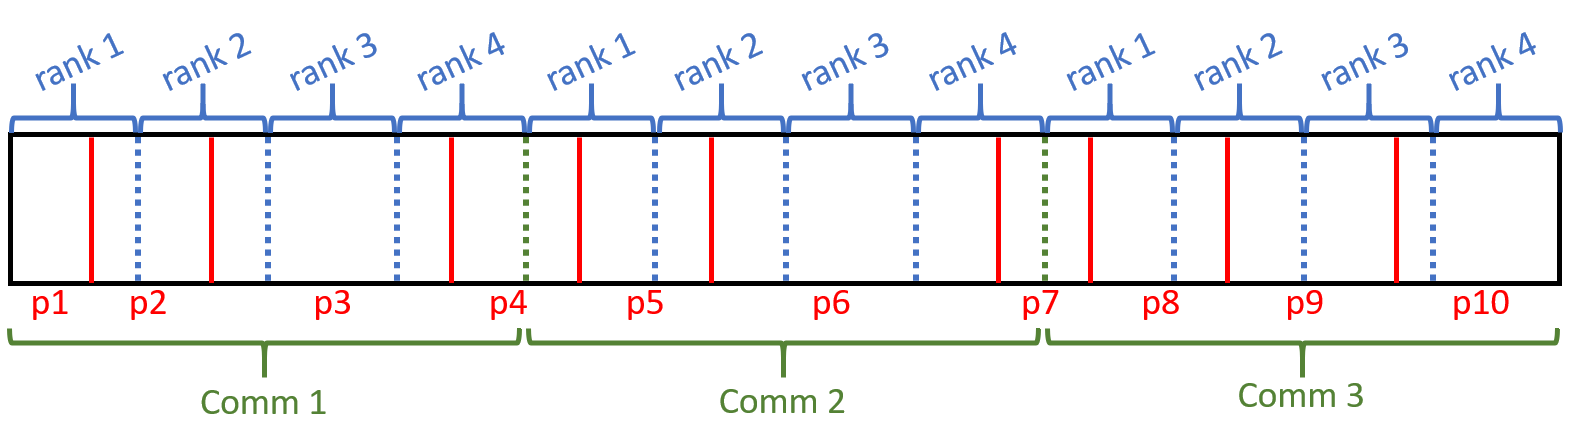 rank 1 rank 2 rank 3 rank 4 rank 1 rank 2 rank 3 rank 4 rank 1 rank 2 rank 3 rank 4
p1 p2 p3 p4 p5 p6 p7 p8 p9 p10
Comm 1 Comm 2 Comm 3